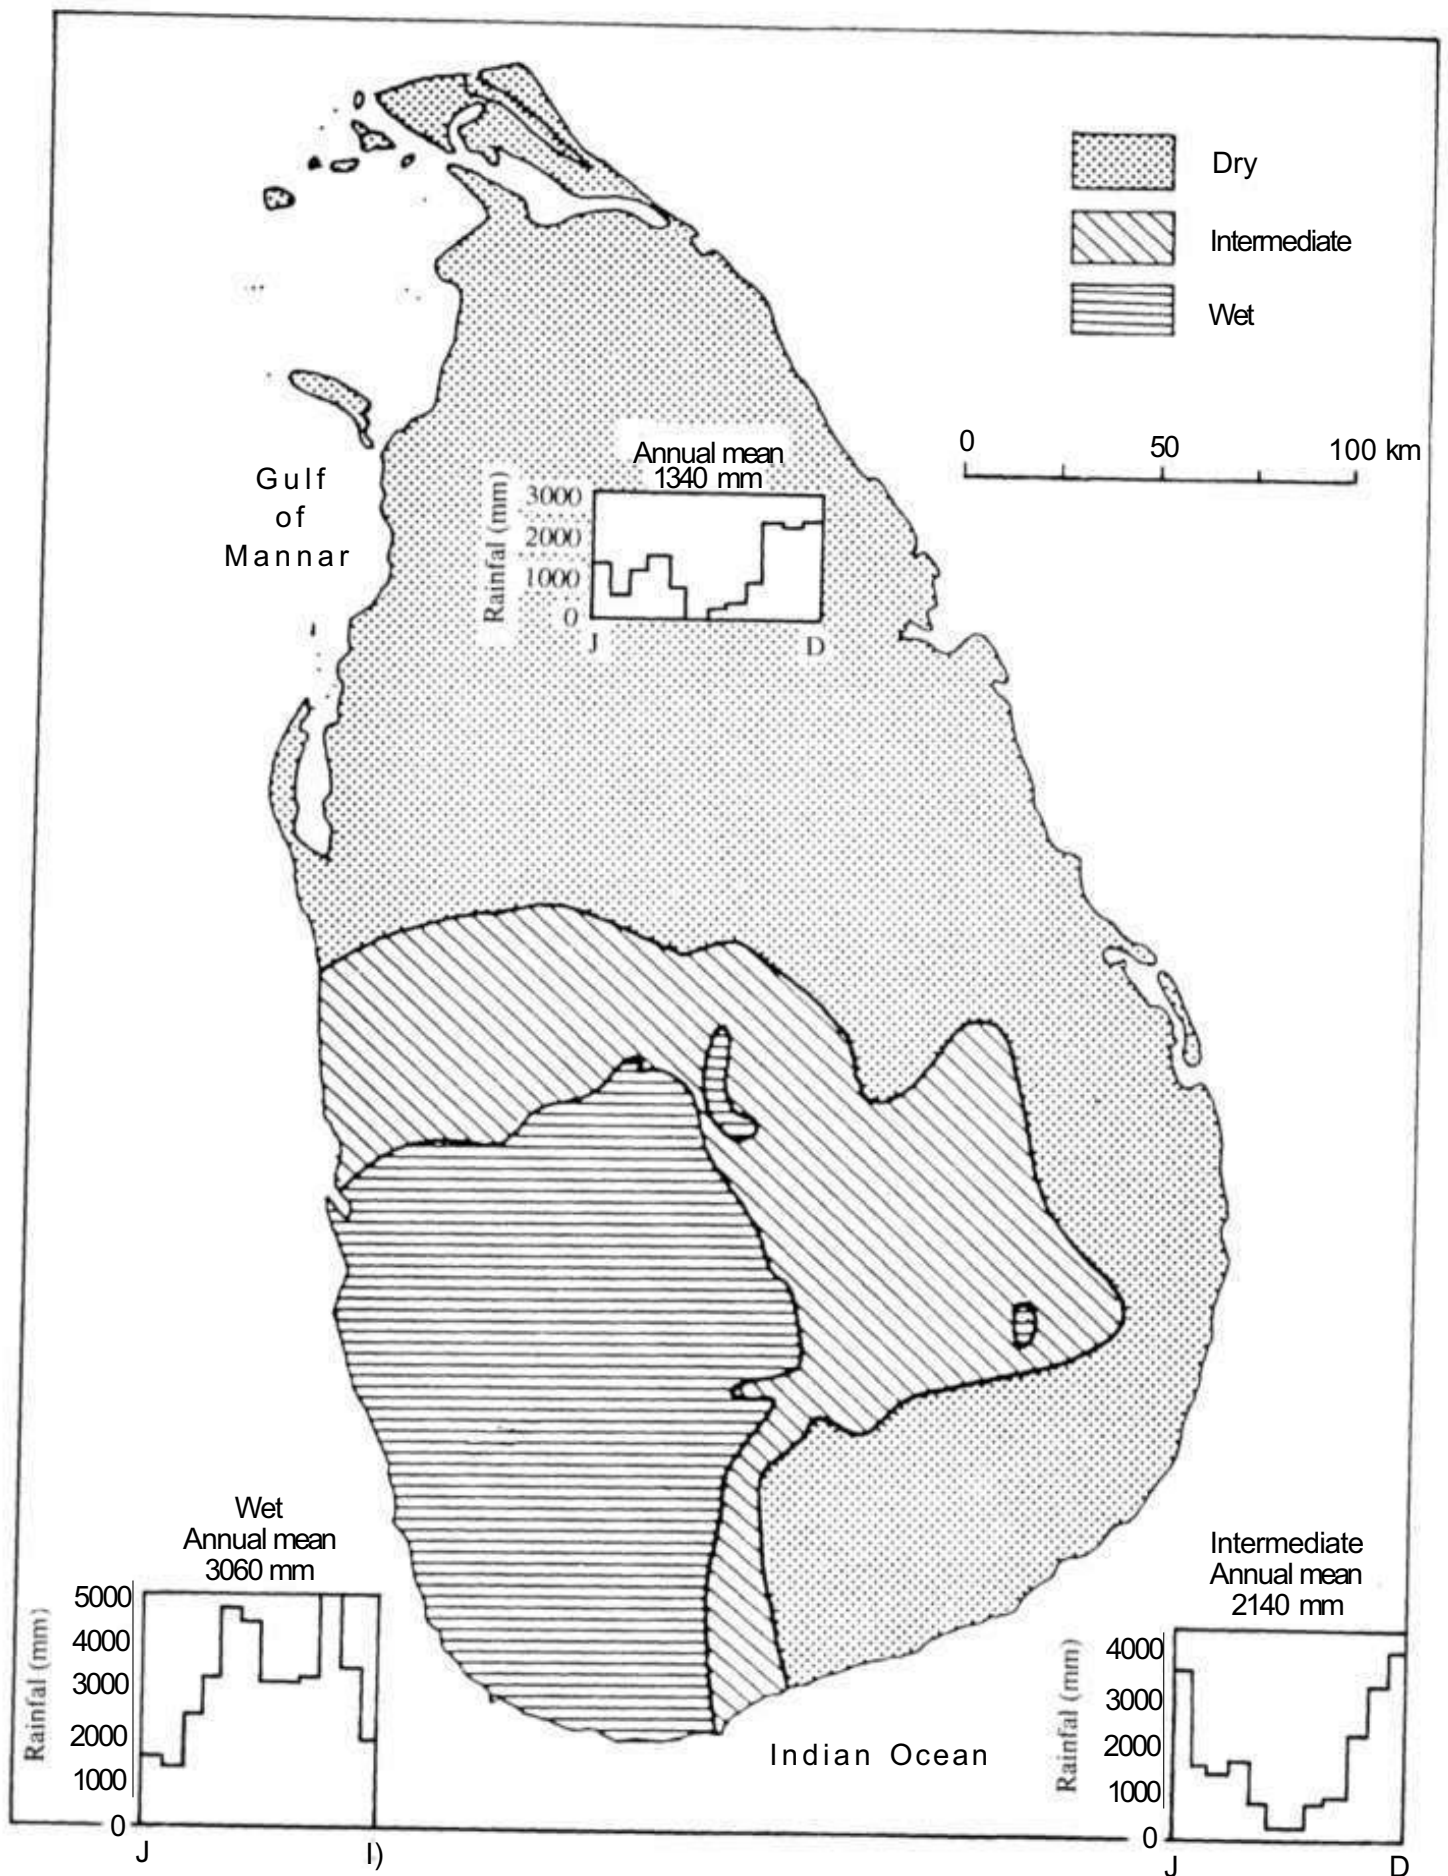 Dry
Intermediate
Wet
0 50 100 km
Annual mean
1340 mm
Rainfal (mm)
3000
2000
1000
0
J D
Gulf
of
Mannar
Wet
Annual mean
3060 mm
Rainfal (mm)
5000
4000
3000
2000
1000
0
J I)
Indian Ocean
Intermediate
Annual mean
2140 mm
Rainfal (mm)
4000
3000
2000
1000
0
J D